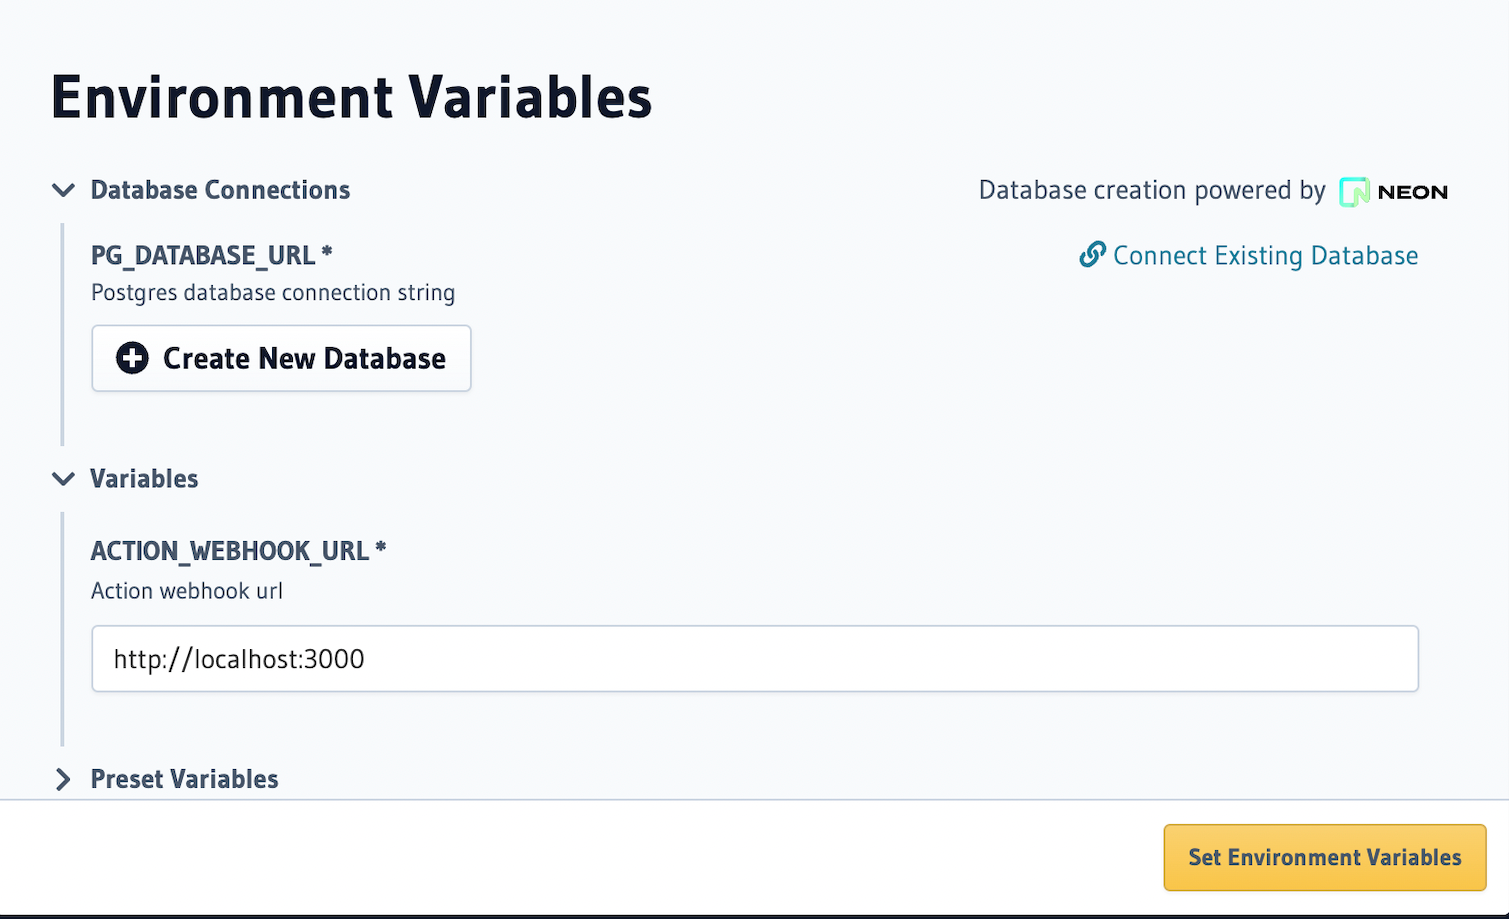 Environment Variables
Database Connections
Database creation powered by NEON
PG_DATABASE_URL *
Connect Existing Database
Postgres database connection string
Create New Database
Variables
ACTION_WEBHOOK_URL *
Action webhook url
http://localhost:3000
Preset Variables
Set Environment Variables